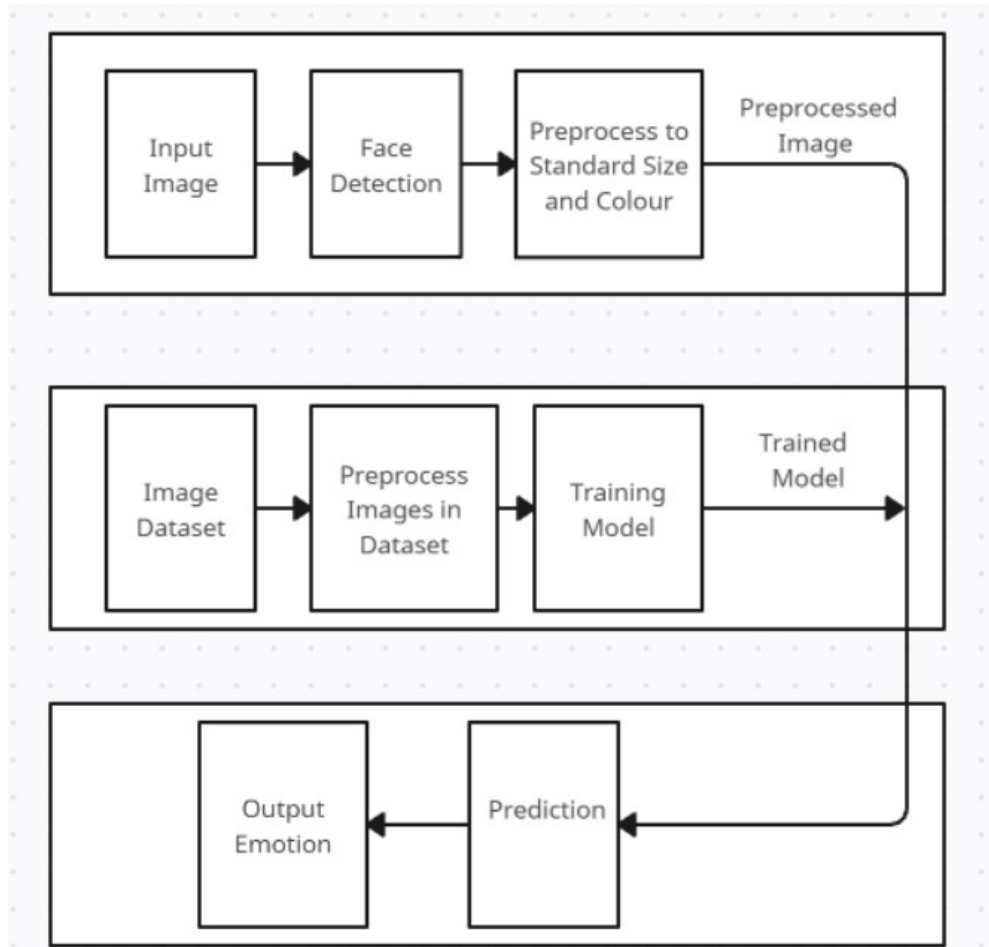 Input
Image
Face
Detection
Preprocess to
Standard Size
and Colour
Preprocessed
Image
Image
Dataset
Preprocess
Images in
Dataset
Training
Model
Trained
Model
Output
Emotion
Prediction